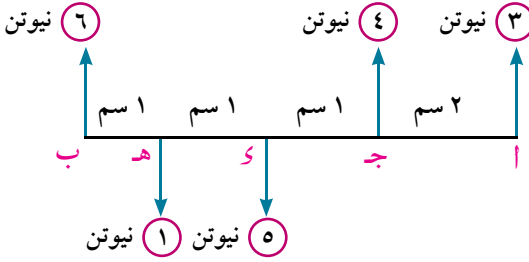 ٣ نيوتن ٤ نيوتن ٦ نيوتن
٢ سم ١ سم ١ سم ١ سم
ا جـ ء هـ ب
٥ نيوتن ١ نيوتن